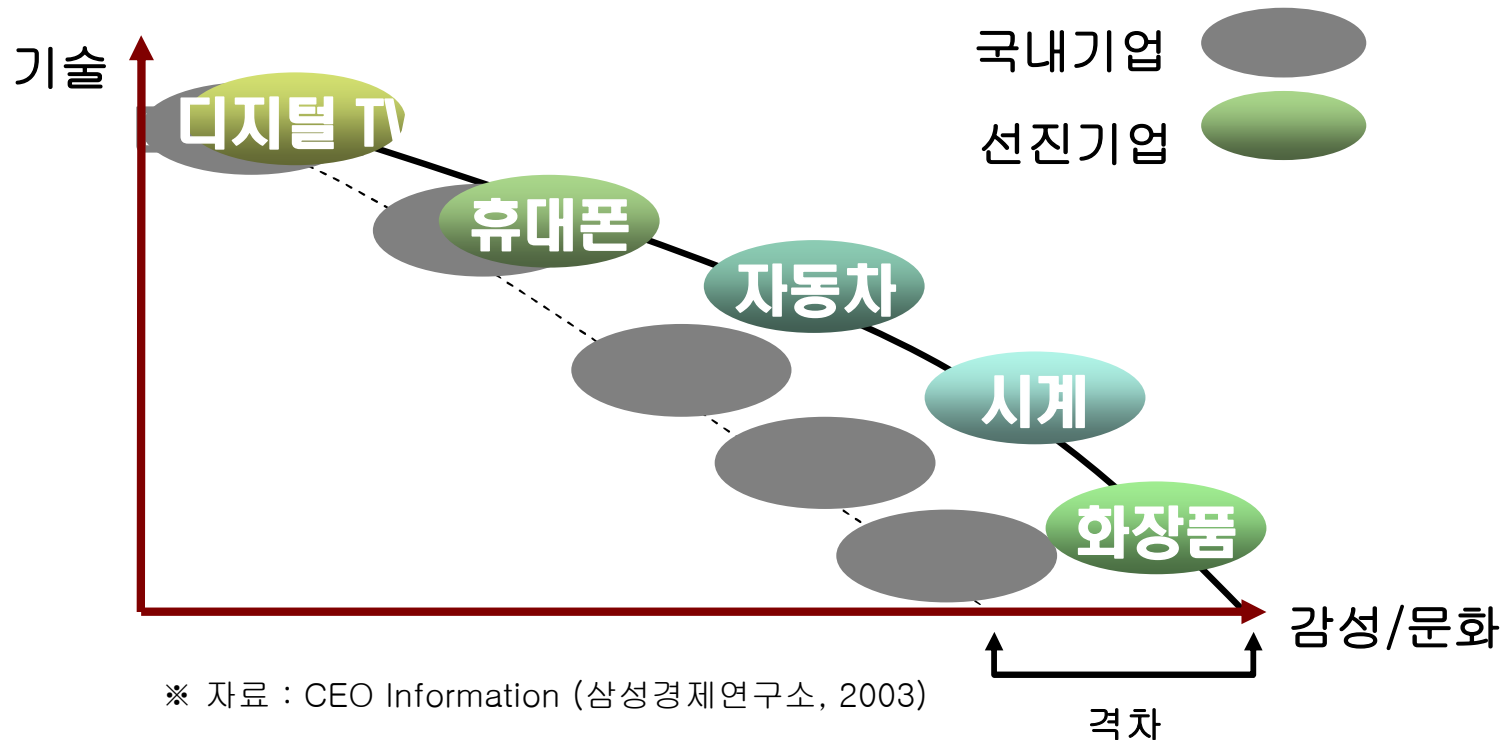 기술
국내기업
선진기업
디지털 TV
휴대폰
자동차
시계
화장품
감성/문화
※ 자료 : CEO Information (삼성경제연구소, 2003)
격차